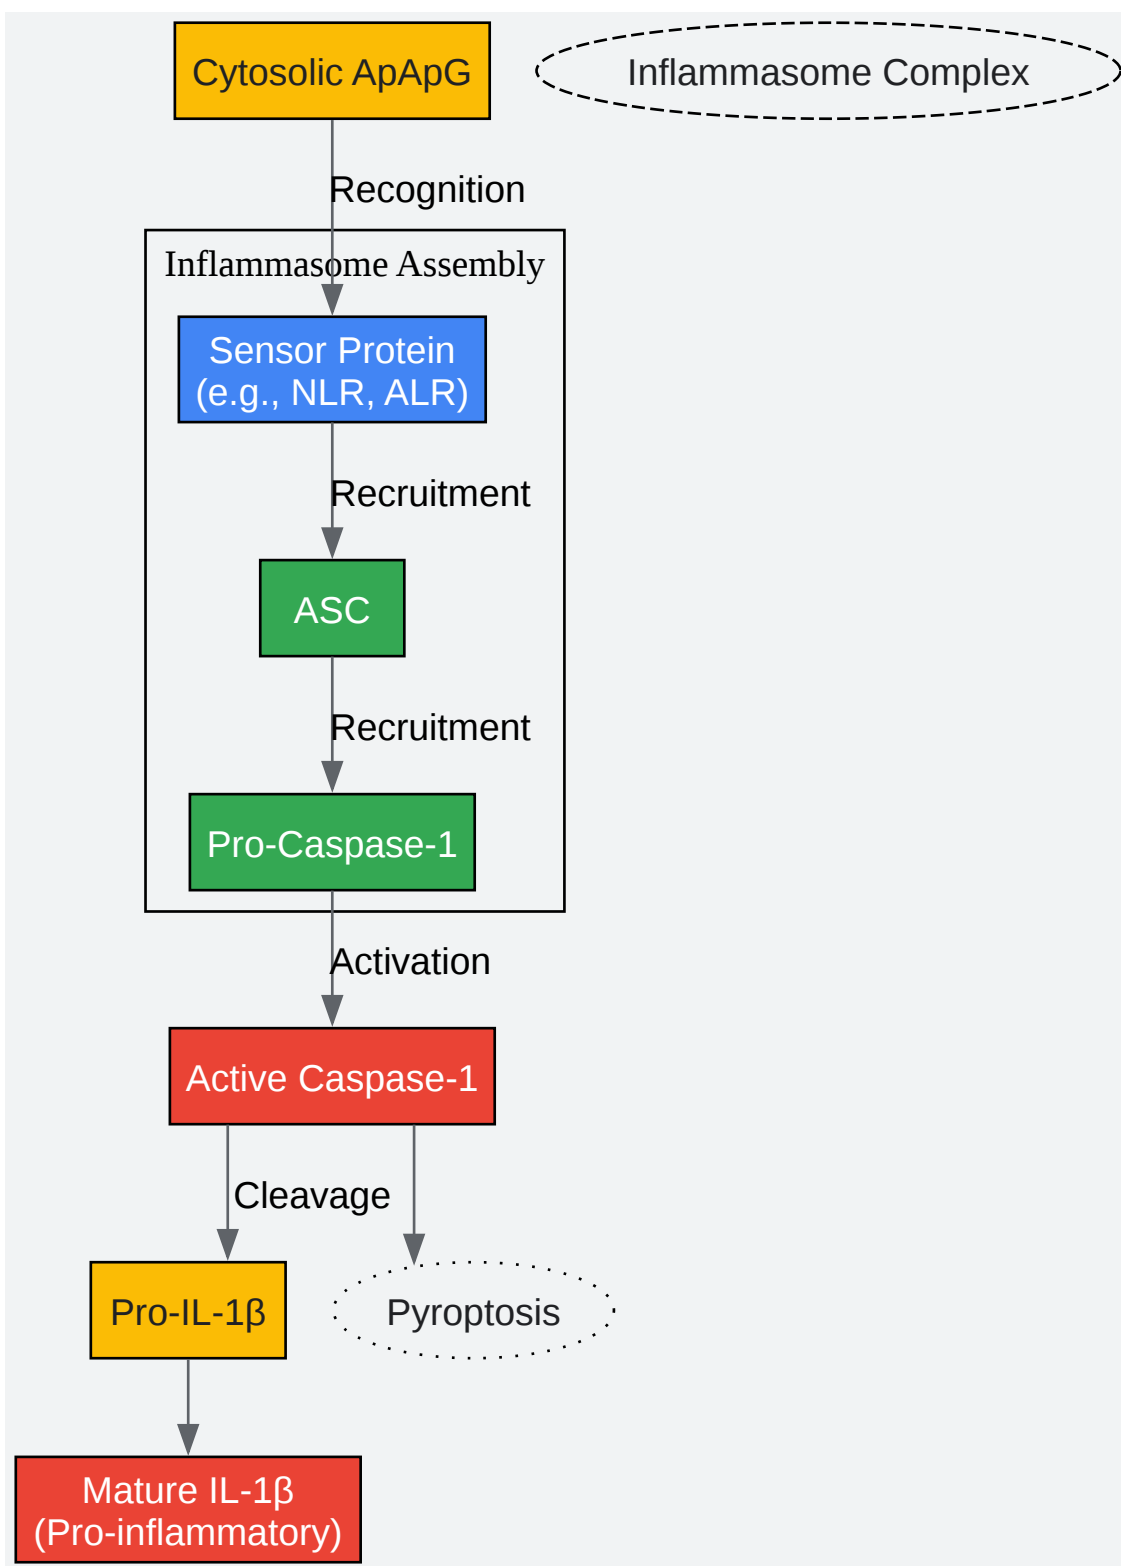 Cytosolic ApApG
Inflammasome Complex
Recognition
Inflammasome Assembly
Sensor Protein
(e.g., NLR, ALR)
Recruitment
ASC
Recruitment
Pro-Caspase-1
Activation
Active Caspase-1
Cleavage
Pro-IL-1β
Pyroptosis
Mature IL-1β
(Pro-inflammatory)